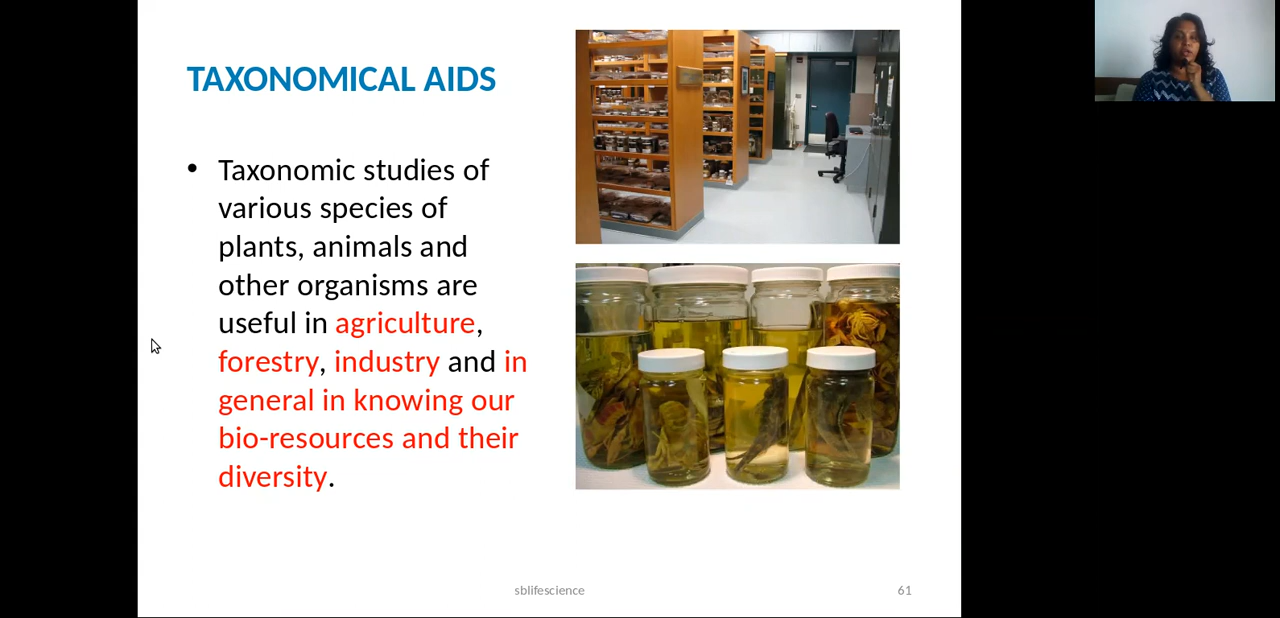 TAXONOMICAL AIDS
• Taxonomic studies of
various species of
plants, animals and
other organisms are
useful in agriculture,
forestry, industry and in
general in knowing our
bio-resources and their
diversity.
sblifescience
61